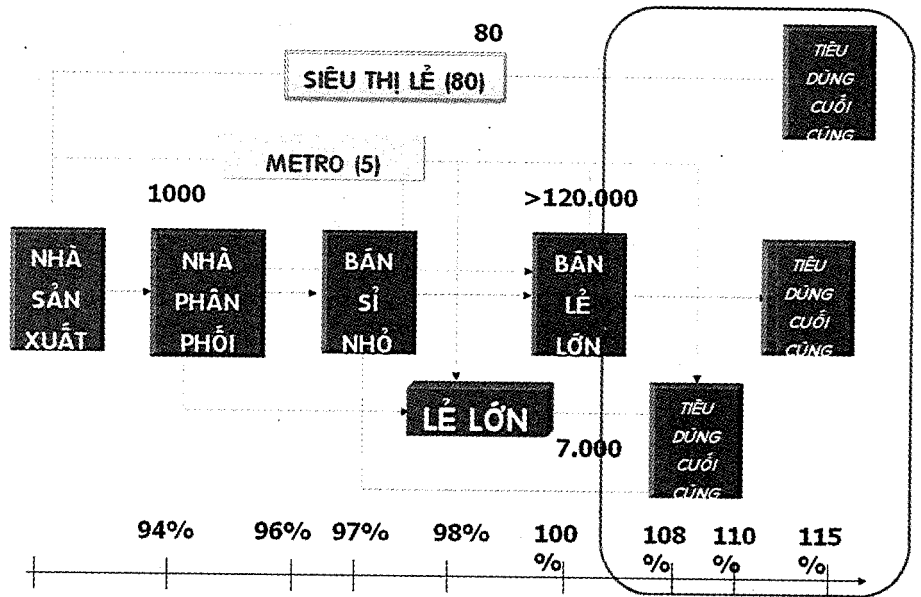 80
SIÊU THỊ LẺ (80)
TIÊU
DÙNG
CUỐI
CÙNG
METRO (5)
1000
>120.000
NHÀ
SẢN
XUẤT
NHÀ
PHÂN
PHỐI
BÁN
SỈ
NHỎ
BÁN
LẺ
LỚN
TIÊU
DÙNG
CUỐI
CÙNG
LẺ LỚN
7.000
TIÊU
DÙNG
CUỐI
CÙNG
94%
96%
97%
98%
100
%
108
%
110
%
115
%